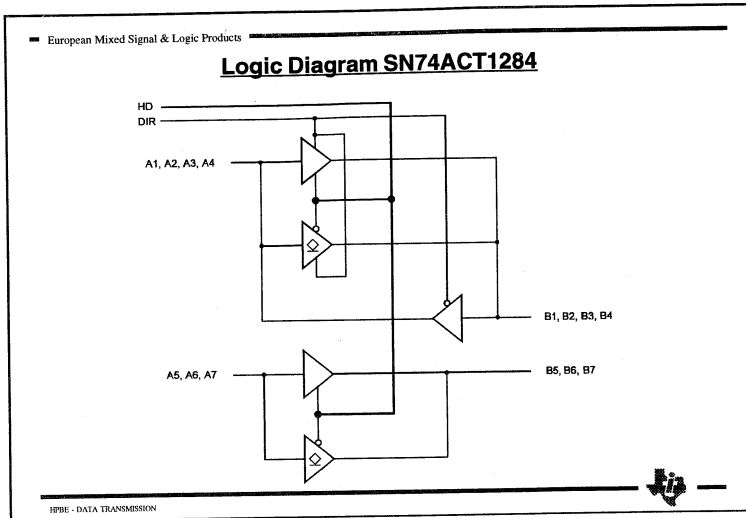 European Mixed Signal & Logic Products
Logic Diagram SN74ACT1284
HD
DIR
A1, A2, A3, A4
B1, B2, B3, B4
A5, A6, A7
B5, B6, B7
HPBE - DATA TRANSMISSION